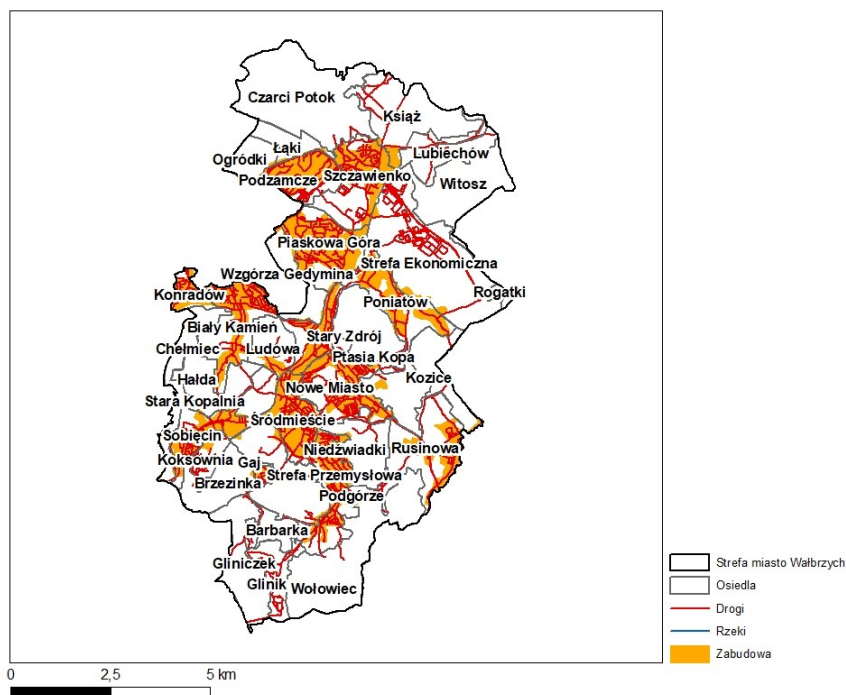 Czarci Potok
Książ
Łąki
Lubiechów
Ogródki
Podzamcze
Szczawienko
Witosz
Piaskowa Góra
Strefa Ekonomiczna
Wzgórza Gedymina
Konradów
Rogatki
Poniatów
Biały Kamień
Stary Zdrój
Chełmiec
Ludowa
Ptasia Kopa
Hałda
Nowe Miasto
Kozice
Stara Kopalnia
Śródmieście
Sobięcin
Niedźwiadki
Rusinowa
Koksownia
Gaj
Strefa Przemysłowa
Brzezinka
Podgórze
Barbarka
Gliniczek
Glinik
Wołowiec
Strefa miasto Wałbrzych
Osiedla
Drogi
Rzeki
Zabudowa
0 2,5 5 km